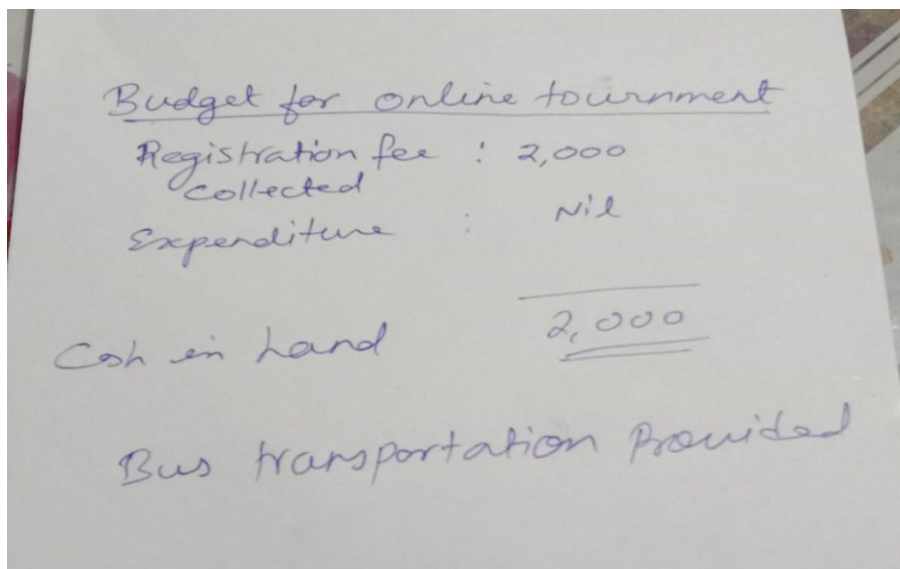 Budget for online tournment
Registration fee : 2,000
collected
Expenditure : Nil
2,000
Cash in hand
Bus transportation Provided